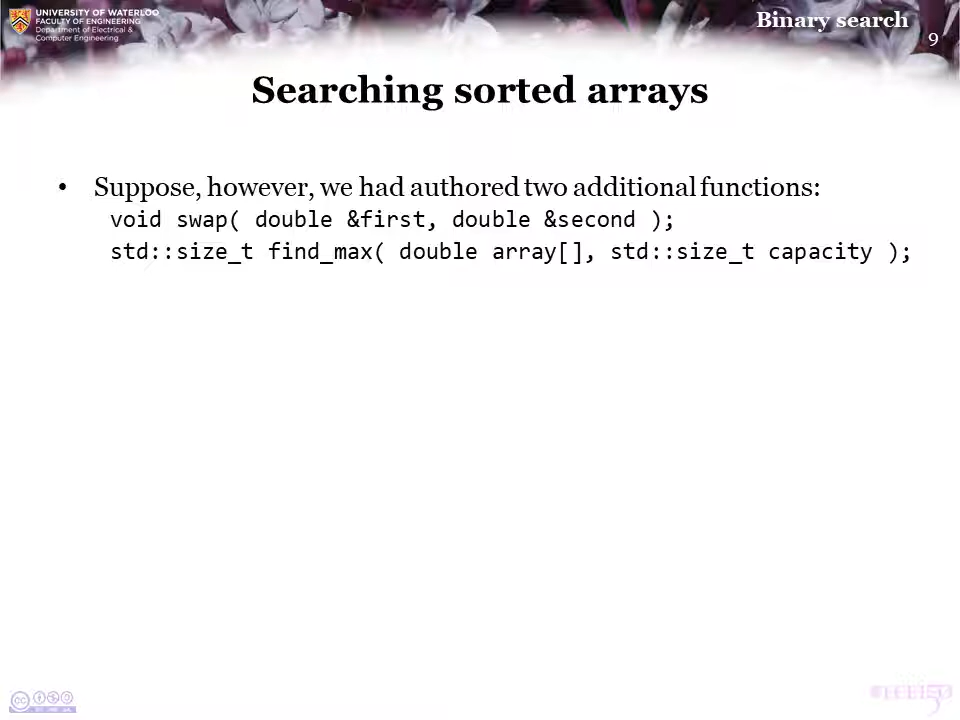 UNIVERSITY OF WATERLOO
FACULTY OF ENGINEERING
Department of Electrical &
Computer Engineering
Binary search
9
Searching sorted arrays
• Suppose, however, we had authored two additional functions:
void swap( double &first, double &second );
std::size_t find_max( double array[], std::size_t capacity );